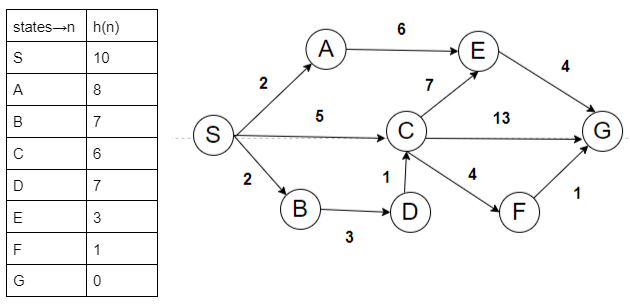 states→n h(n)
S 10
A 8
B 7
C 6
D 7
E 3
F 1
G 0
6
A
E
2
7
4
5
13
S
C
G
2
1
4
1
B
D
F
3